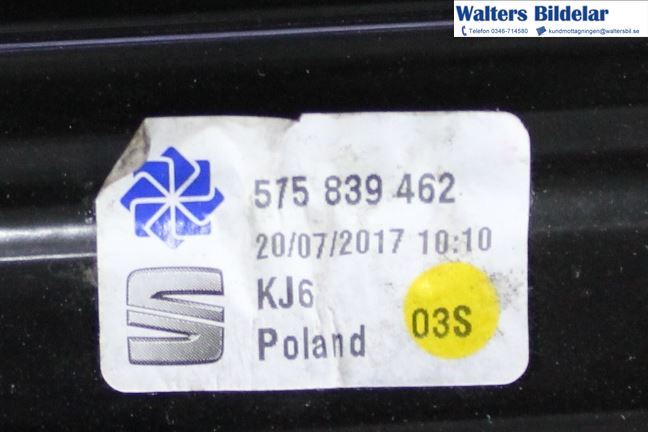 Walters Bildelar
Telefon 0346-714580 kundmottagningen@waltersbil.se
575 839 462
20/07/2017 10:10
KJ6
03S
Poland